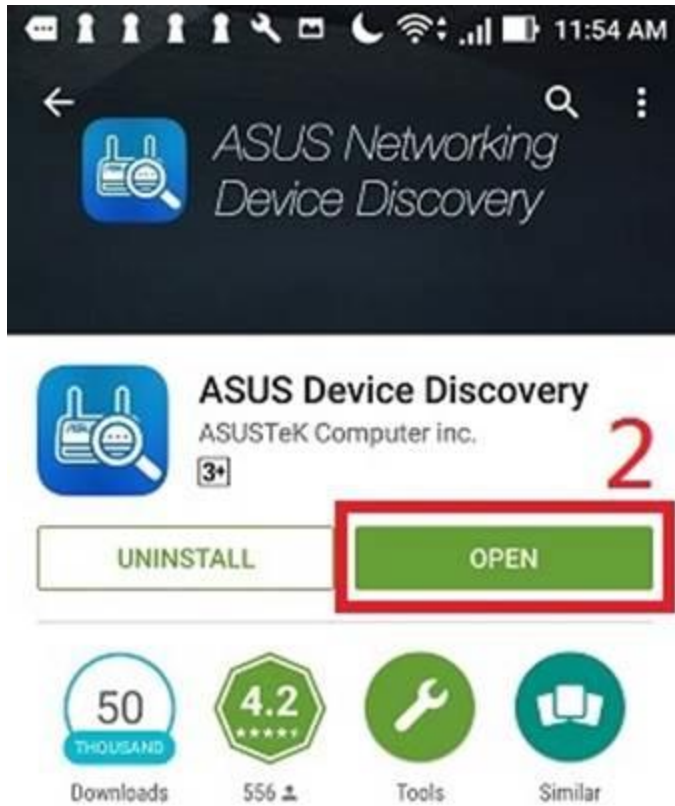 11:54 AM
ASUS Networking
Device Discovery
ASUS Device Discovery
ASUSTeK Computer inc.
3+
2
UNINSTALL
OPEN
50
THOUSAND
4.2
Downloads
556
Tools
Similar